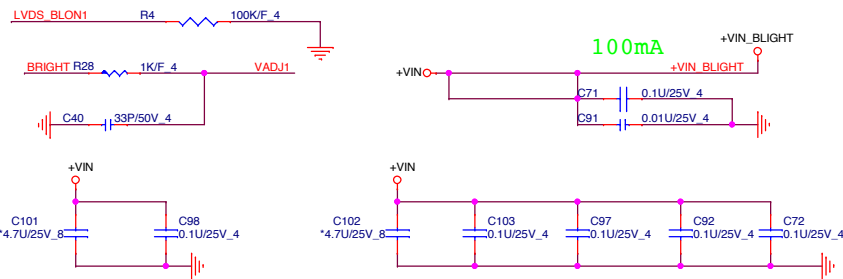 LVDS_BLON1 R4 100K/F_4
100mA
+VIN_BLIGHT
BRIGHT R28 1K/F_4 VADJ1
+VIN +VIN_BLIGHT
C71 0.1U/25V_4
C40 33P/50V_4
C91 0.01U/25V_4
+VIN
+VIN
C101
*4.7U/25V_8
C98
0.1U/25V_4
C102
*4.7U/25V_8
C103
0.1U/25V_4
C97
0.1U/25V_4
C92
0.1U/25V_4
C72
0.1U/25V_4